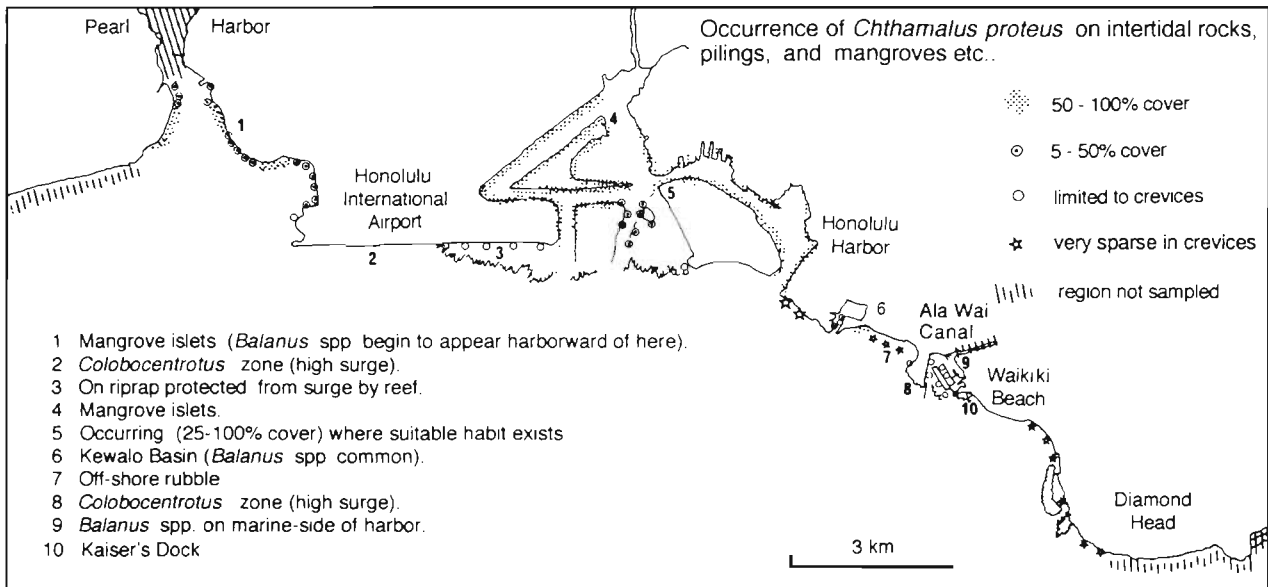 Pearl Harbor
Occurrence of Chthamalus proteus on intertidal rocks,
pilings, and mangroves etc..
50 - 100% cover
5 - 50% cover
limited to crevices
very sparse in crevices
region not sampled
1
4
Honolulu
International
Airport
5
Honolulu
Harbor
2
3
6
Ala Wai
Canal
7
9
Waikiki
Beach
8
10
Diamond
Head
3 km
1 Mangrove islets (Balanus spp begin to appear harborward of here).
2 Colobocentrotus zone (high surge).
3 On riprap protected from surge by reef.
4 Mangrove islets.
5 Occurring (25-100% cover) where suitable habit exists
6 Kewalo Basin (Balanus spp common).
7 Off-shore rubble
8 Colobocentrotus zone (high surge).
9 Balanus spp. on marine-side of harbor.
10 Kaiser's Dock